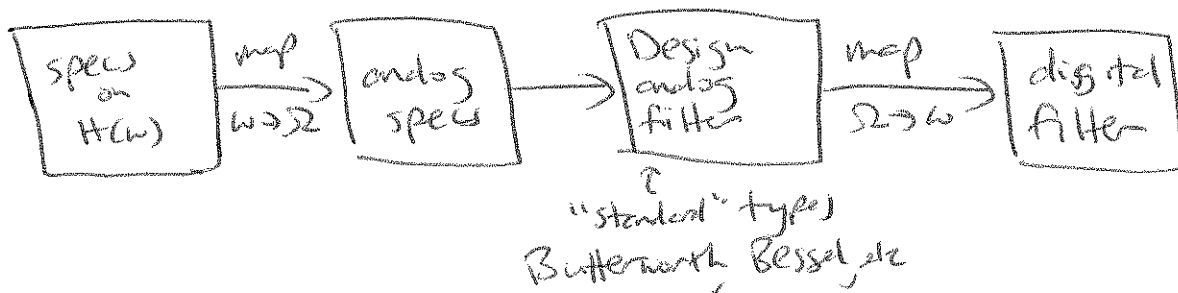 specs
on
H(ω)
map
ω→Ω
analog
specs
Design
analog
filter
map
Ω→ω
digital
filter
"standard" types
Butterworth, Bessel, etc